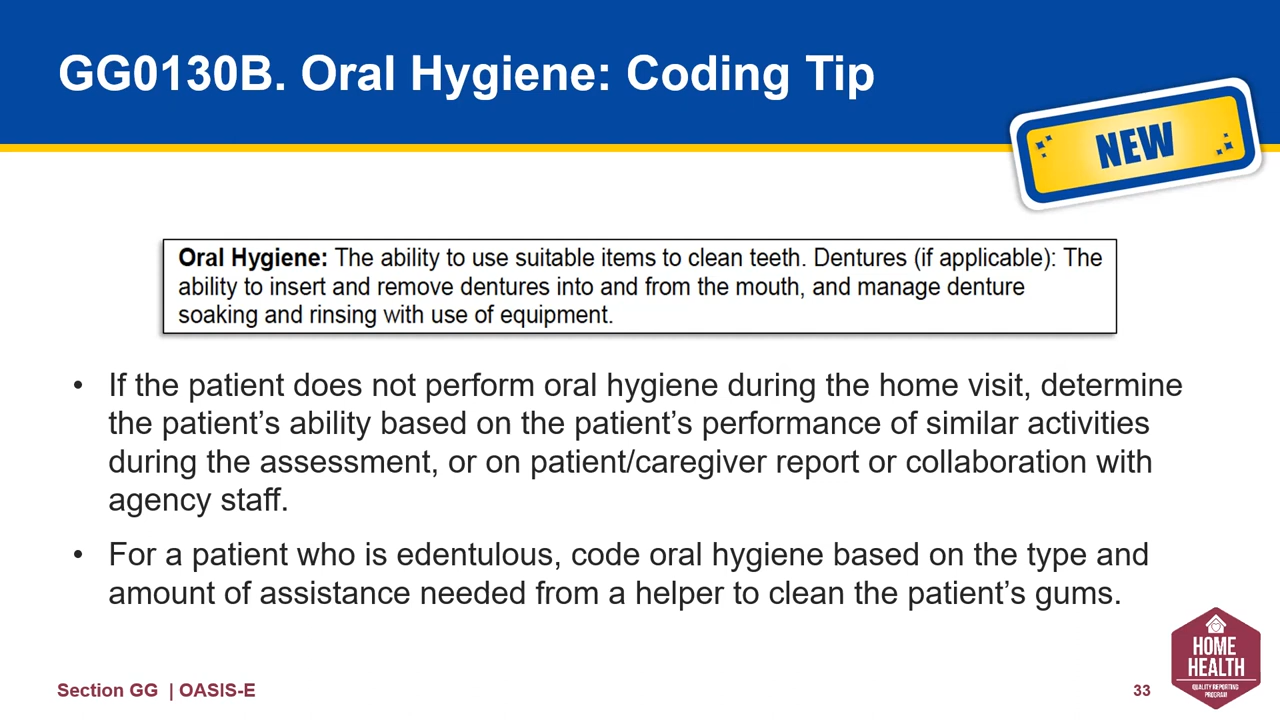 GG0130B. Oral Hygiene: Coding Tip
NEW
Oral Hygiene: The ability to use suitable items to clean teeth. Dentures (if applicable): The
ability to insert and remove dentures into and from the mouth, and manage denture
soaking and rinsing with use of equipment.
• If the patient does not perform oral hygiene during the home visit, determine
the patient’s ability based on the patient’s performance of similar activities
during the assessment, or on patient/caregiver report or collaboration with
agency staff.
• For a patient who is edentulous, code oral hygiene based on the type and
amount of assistance needed from a helper to clean the patient’s gums.
HOME
HEALTH
QUALITY REPORTING
PROGRAM
Section GG | OASIS-E
33